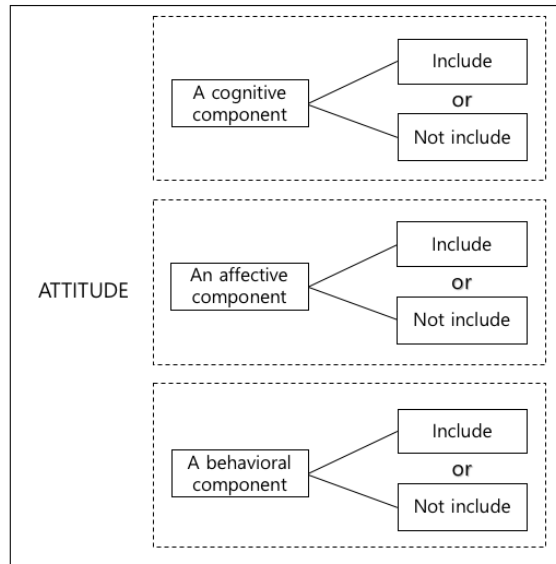 ATTITUDE
A cognitive
component
Include
or
Not include
An affective
component
Include
or
Not include
A behavioral
component
Include
or
Not include